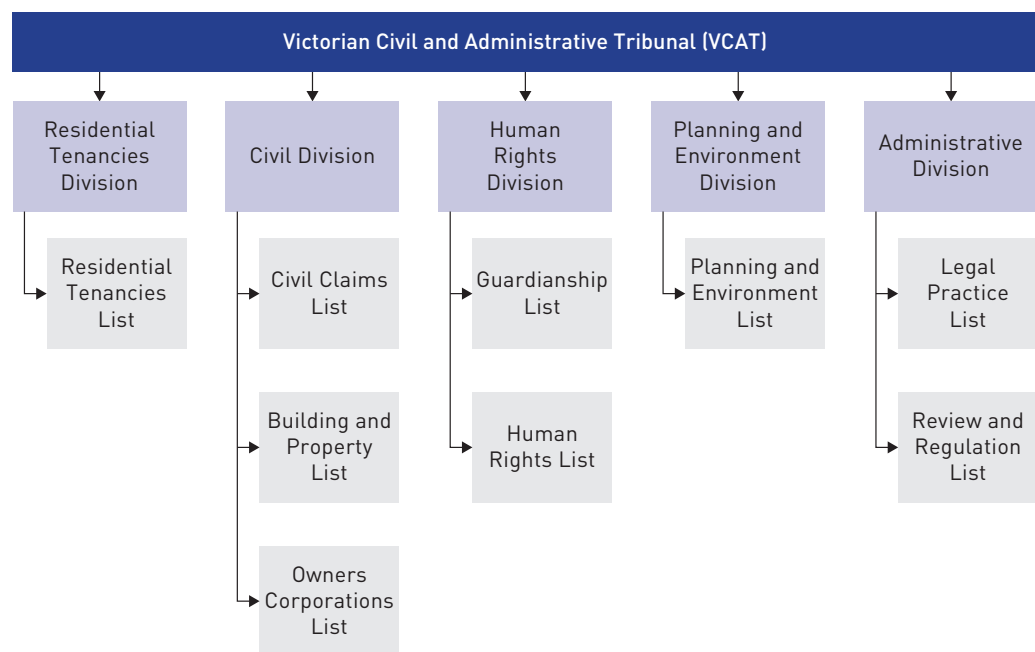 Victorian Civil and Administrative Tribunal (VCAT)
Residential
Tenancies
Division
Civil Division
Human
Rights
Division
Planning and
Environment
Division
Administrative
Division
Residential
Tenancies
List
Civil Claims
List
Guardianship
List
Planning and
Environment
List
Legal
Practice
List
Building and
Property
List
Human
Rights List
Review and
Regulation
List
Owners
Corporations
List